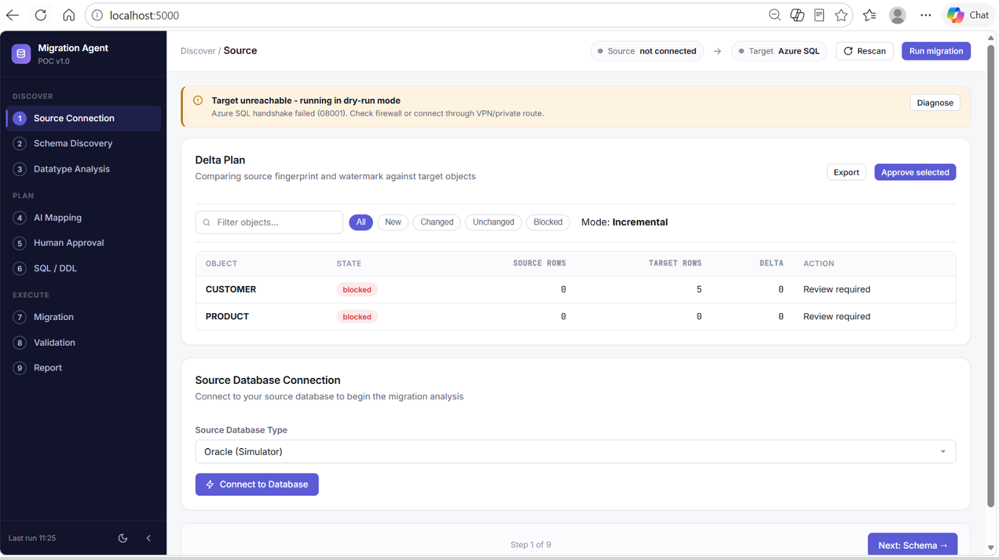 localhost:5000
Chat
Migration Agent
POC v1.0
DISCOVER
1 Source Connection
2 Schema Discovery
3 Datatype Analysis
PLAN
4 AI Mapping
5 Human Approval
6 SQL / DDL
EXECUTE
7 Migration
8 Validation
9 Report
Last run 11:25
Discover / Source
Source not connected → Target Azure SQL
Rescan
Run migration
Target unreachable - running in dry-run mode
Azure SQL handshake failed (08001). Check firewall or connect through VPN/private route.
Diagnose
Delta Plan
Comparing source fingerprint and watermark against target objects
Export
Approve selected
Filter objects... All New Changed Unchanged Blocked Mode: Incremental
OBJECT STATE SOURCE ROWS TARGET ROWS DELTA ACTION
CUSTOMER blocked 0 5 0 Review required
PRODUCT blocked 0 0 0 Review required
Source Database Connection
Connect to your source database to begin the migration analysis
Source Database Type
Oracle (Simulator)
Connect to Database
Step 1 of 9
Next: Schema →